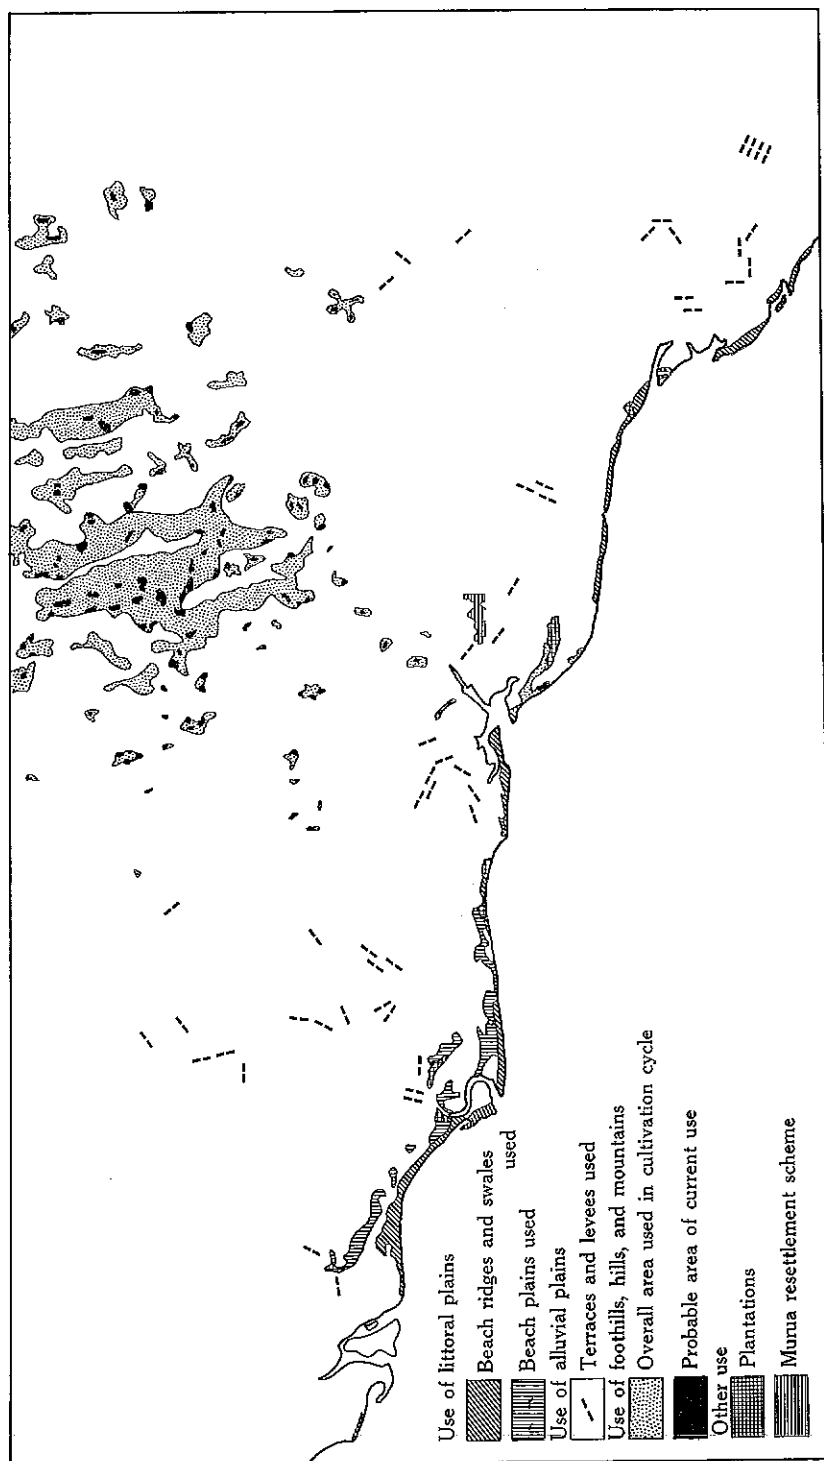 Use of littoral plains
Beach ridges and swales
used
Beach plains used
Use of alluvial plains
Terraces and levees used
Use of foothills, hills, and mountains
Overall area used in cultivation cycle
Probable area of current use
Other use
Plantations
Murua resettlement scheme